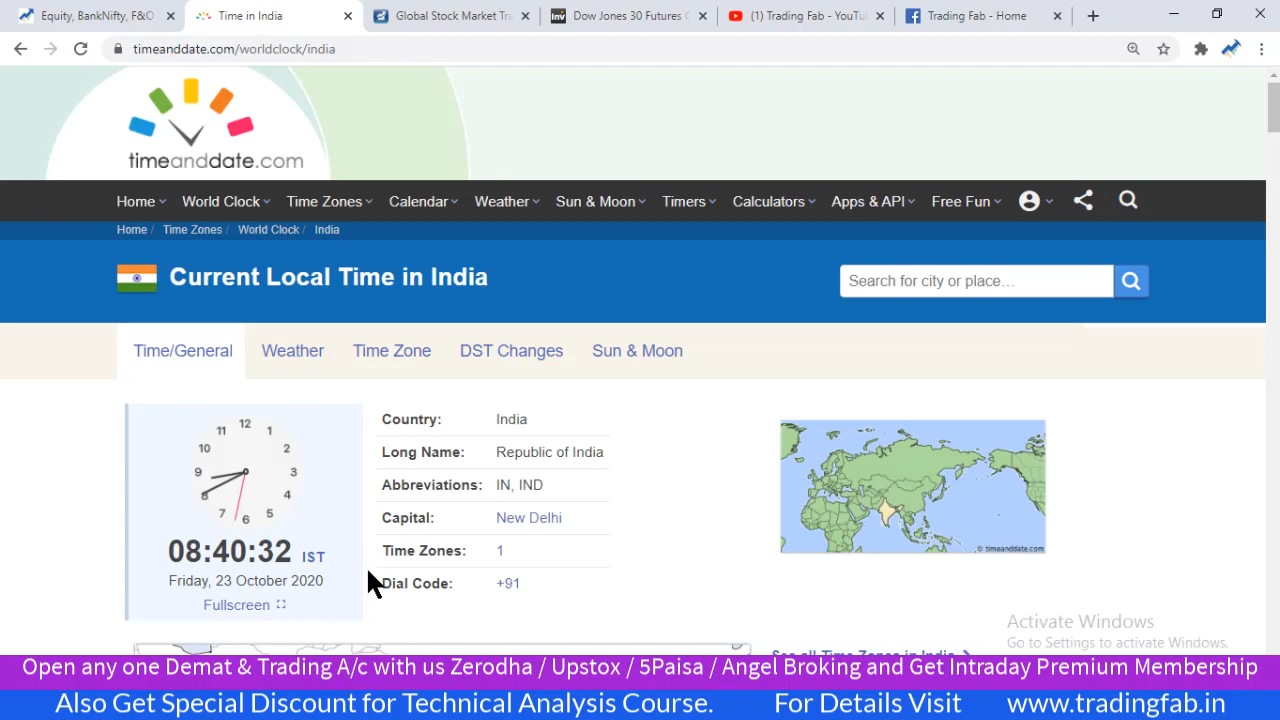 Equity, BankNifty, F&O
Time in India
Global Stock Market Tra
Inv
Dow Jones 30 Futures C
(1) Trading Fab - YouTu
Trading Fab - Home
timeanddate.com/worldclock/india
timeanddate.com
Home
World Clock
Time Zones
Calendar
Weather
Sun & Moon
Timers
Calculators
Apps & API
Free Fun
Home / Time Zones / World Clock / India
Current Local Time in India
Search for city or place...
Time/General
Weather
Time Zone
DST Changes
Sun & Moon
12
1
2
3
4
5
6
7
8
9
10
11
08:40:32 IST
Friday, 23 October 2020
Fullscreen
Country: India
Long Name: Republic of India
Abbreviations: IN, IND
Capital: New Delhi
Time Zones: 1
Dial Code: +91
© timeanddate.com
Activate Windows
Go to Settings to activate Windows.
See all Time Zones in India
Open any one Demat & Trading A/c with us Zerodha / Upstox / 5Paisa / Angel Broking and Get Intraday Premium Membership
Also Get Special Discount for Technical Analysis Course. For Details Visit www.tradingfab.in